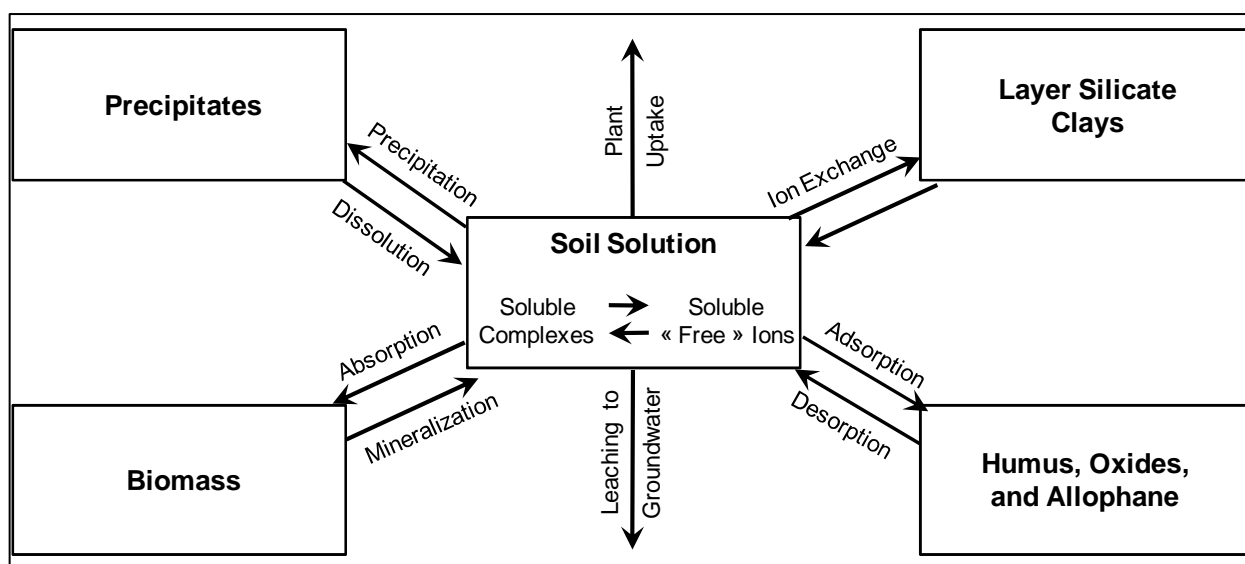 Precipitates
Precipitation
Dissolution
Plant
Uptake
Layer Silicate
Clays
Ion Exchange
Soil Solution
Soluble
Complexes
Soluble
« Free » Ions
Absorption
Mineralization
Biomass
Leaching to
Groundwater
Adsorption
Desorption
Humus, Oxides,
and Allophane